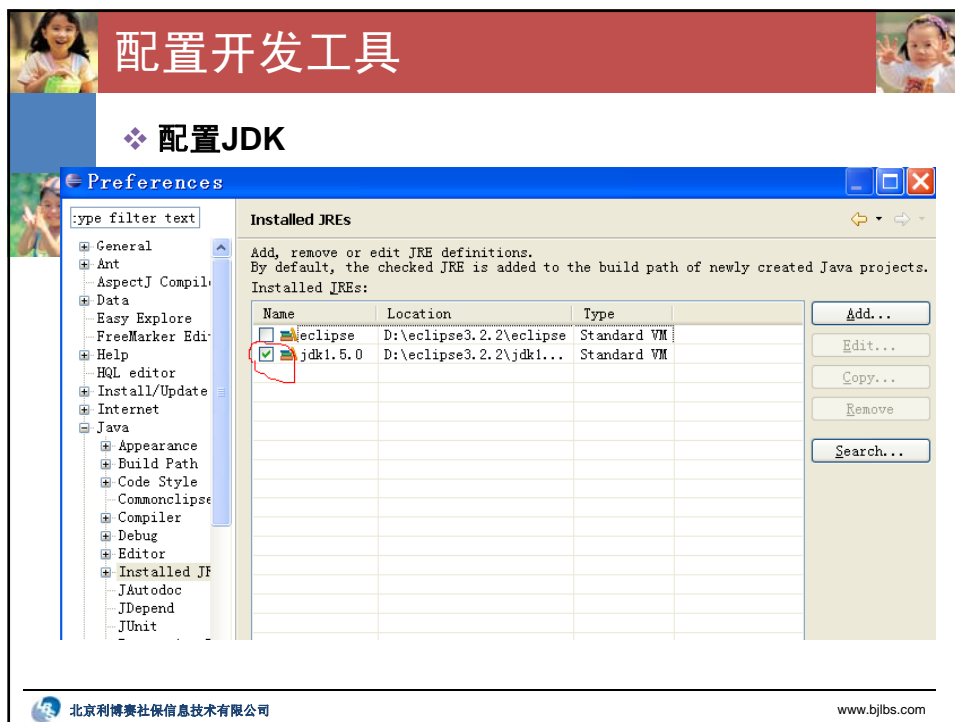 配置开发工具
配置JDK
Preferences
:ype filter text
Installed JREs
General
Ant
AspectJ Compil
Data
Easy Explore
FreeMarker Edi
Help
HQL editor
Install/Update
Internet
Java
Appearance
Build Path
Code Style
Commonclipse
Compiler
Debug
Editor
Installed JR
JAutodoc
JDepend
JUnit
Add, remove or edit JRE definitions.
By default, the checked JRE is added to the build path of newly created Java projects.
Installed JREs:
Name Location Type
eclipse D:\eclipse3.2.2\eclipse Standard VM
jdk1.5.0 D:\eclipse3.2.2\jdk1... Standard VM
Add...
Edit...
Copy...
Remove
Search...
北京利博赛社保信息技术有限公司
www.bjlbs.com